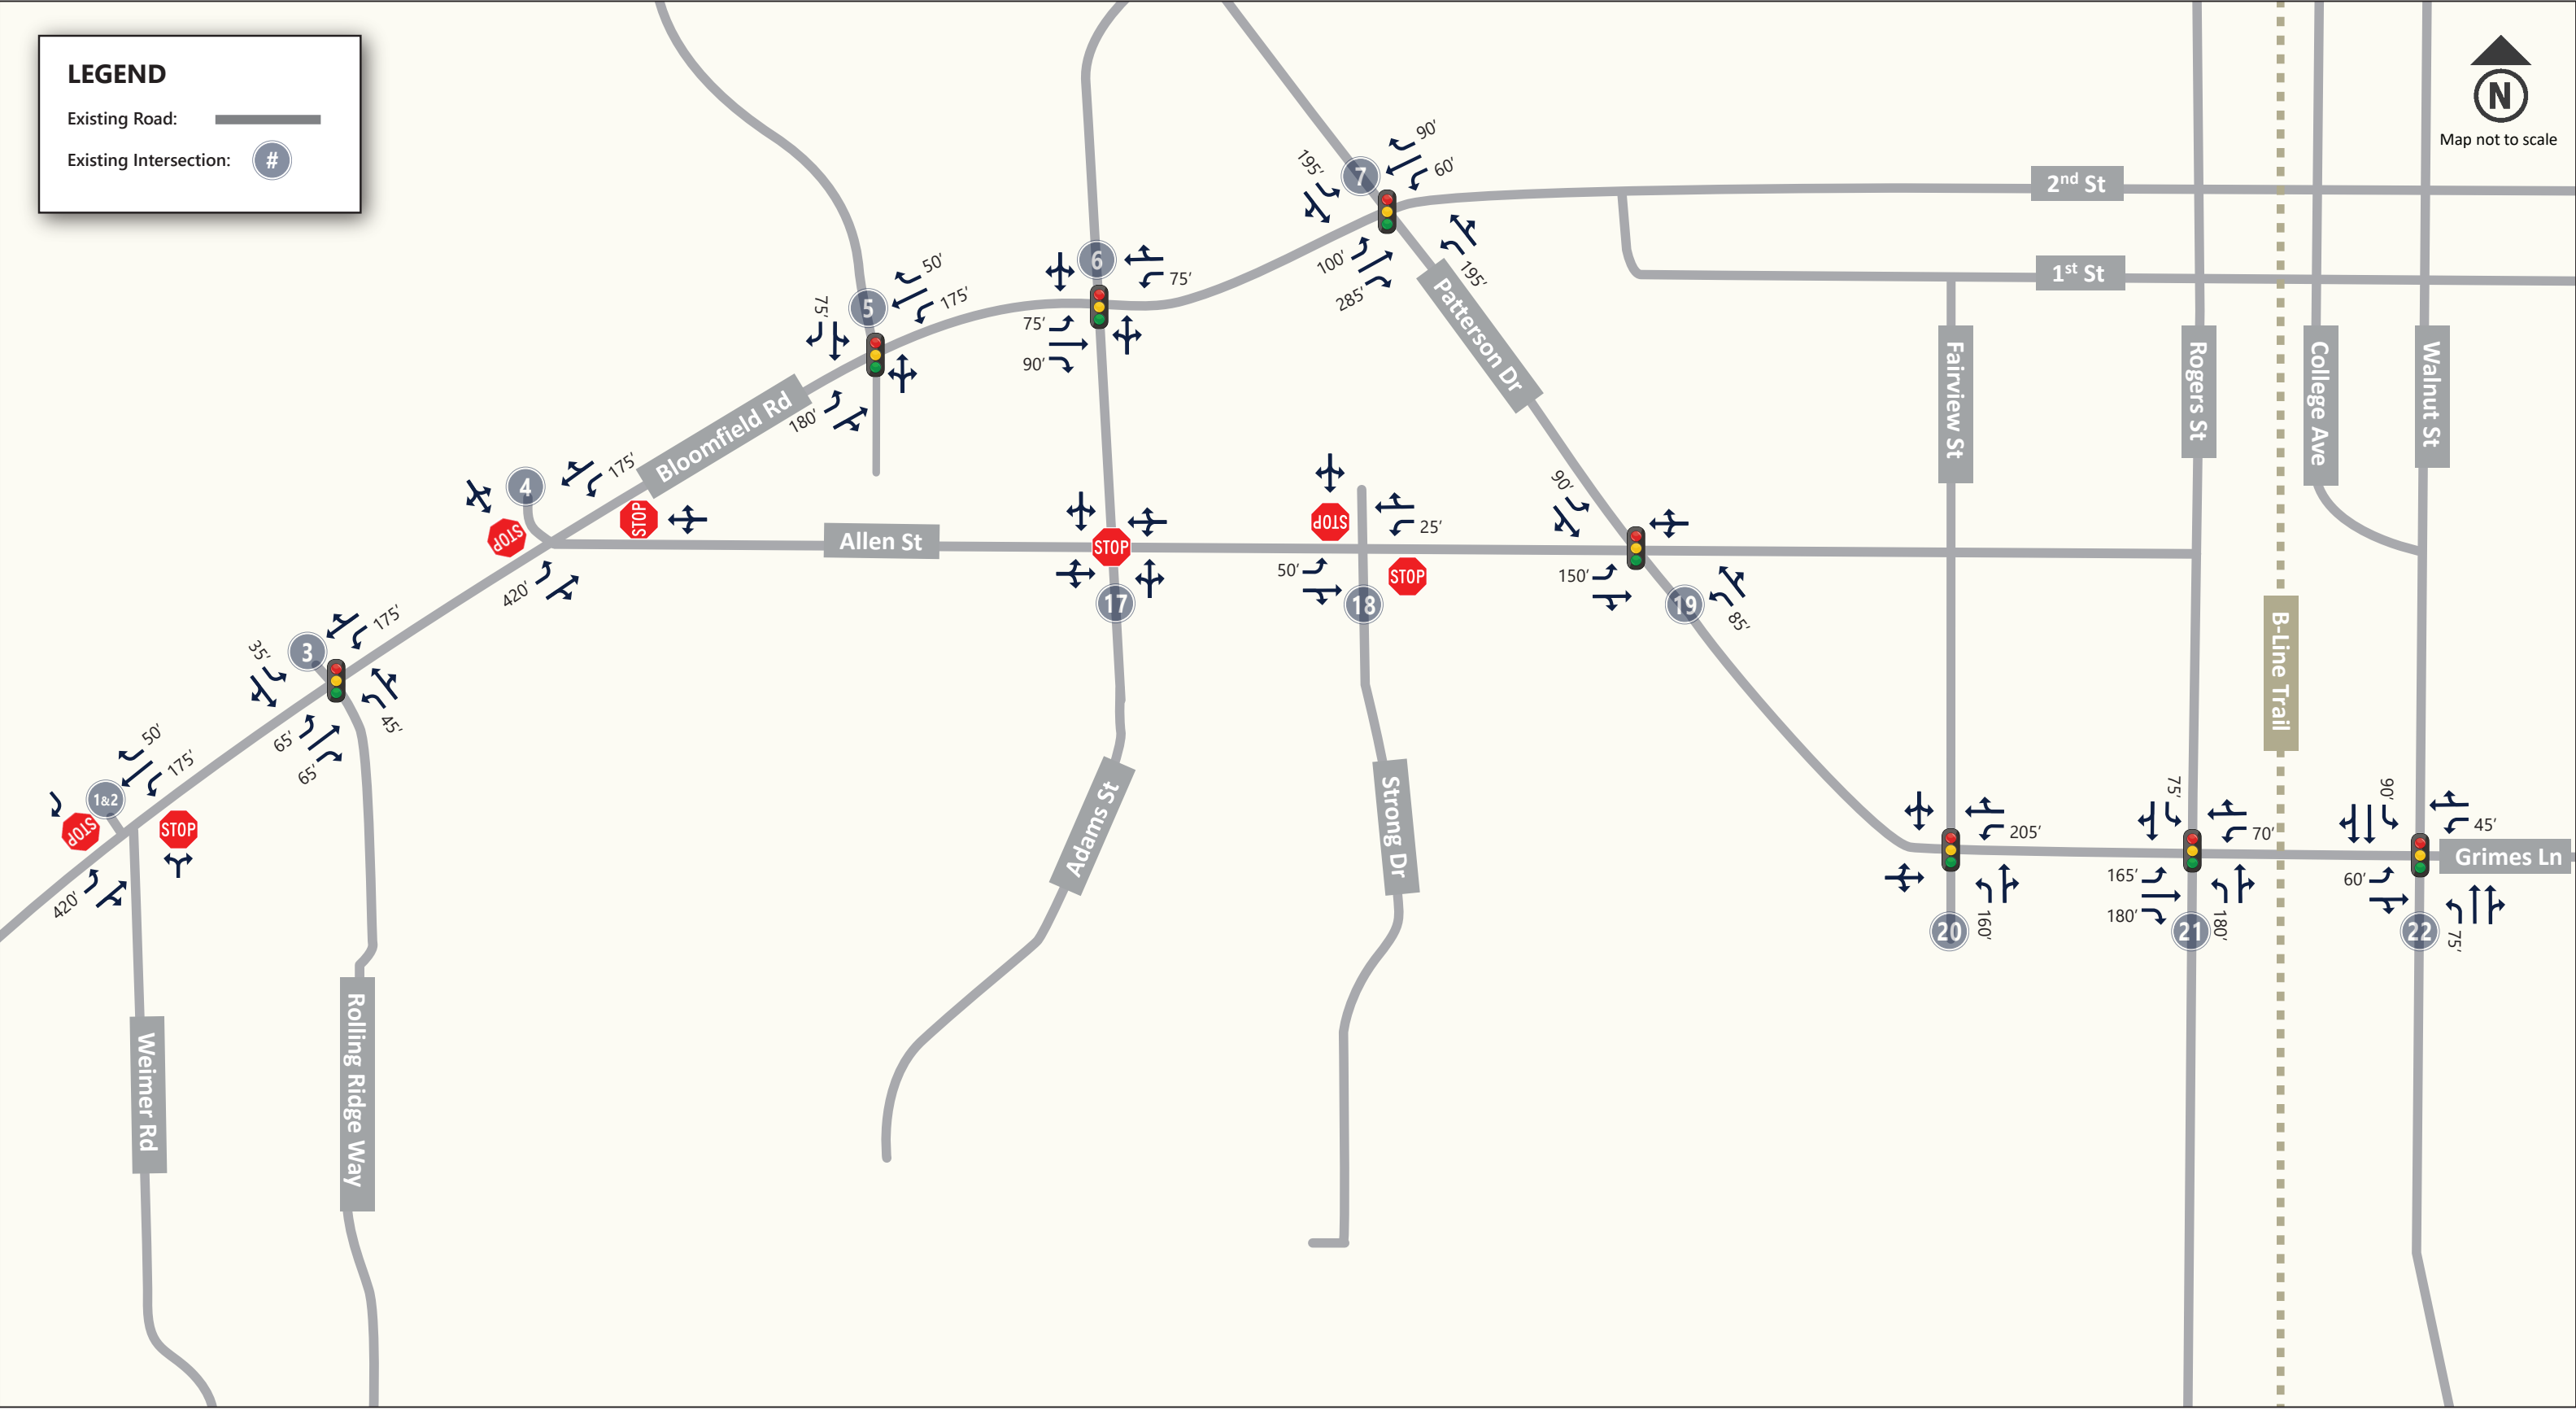 LEGEND
Existing Road:
Existing Intersection: #
N
Map not to scale
90'
60'
195'
7
2nd St
100'
285'
195'
1st St
6
75'
75'
90'
5
50'
175'
75'
180'
Patterson Dr
Bloomfield Rd
Fairview St
Rogers St
College Ave
Walnut St
4
175'
STOP
STOP
420'
Allen St
STOP
17
STOP
25'
50'
STOP
18
90'
150'
19
85'
B-Line Trail
3
175'
35'
45'
65'
65'
50'
175'
1&2
STOP
STOP
420'
Adams St
Strong Dr
205'
20
160'
75'
70'
165'
180'
21
180'
90'
45'
60'
22
75'
Grimes Ln
Weimer Rd
Rolling Ridge Way